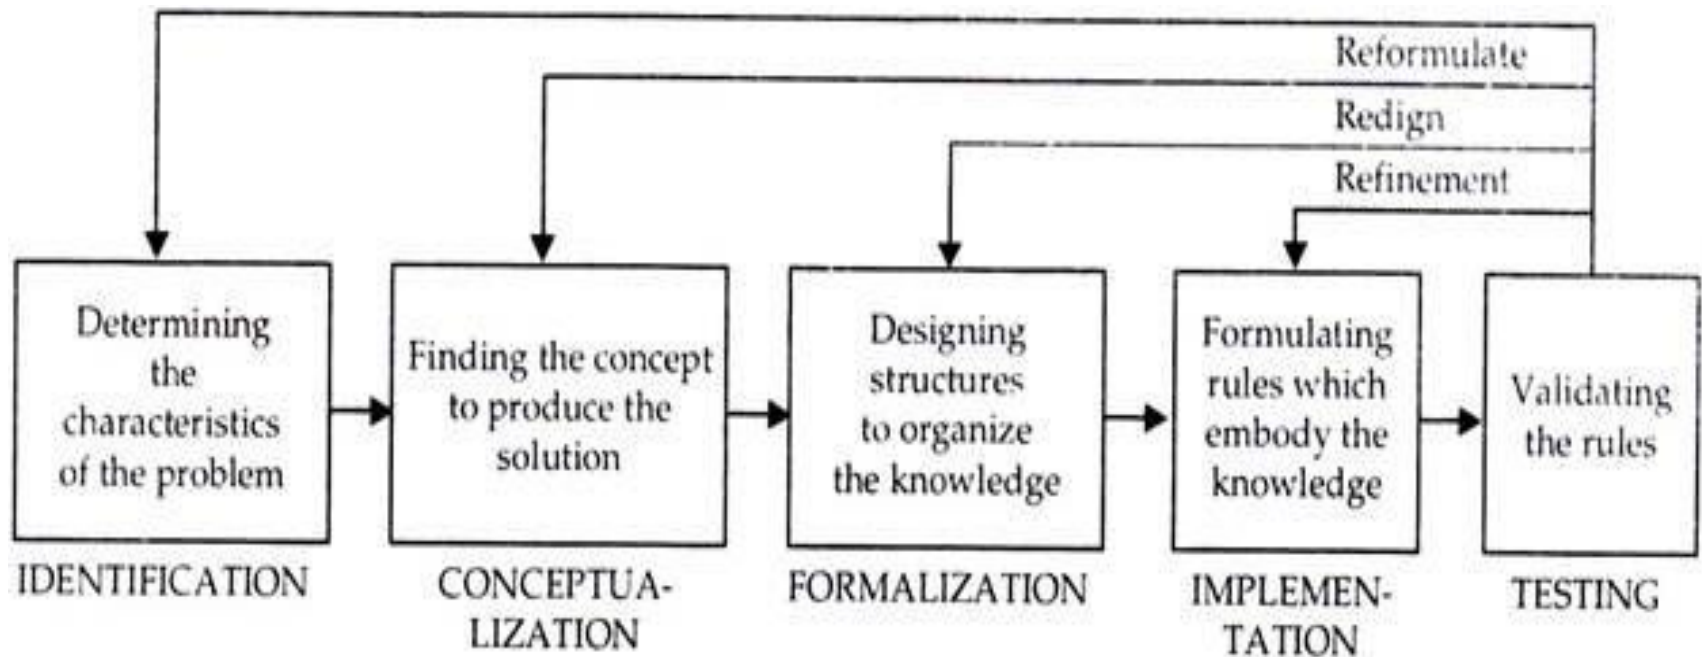 Reformulate
Redign
Refinement
Determining
the
characteristics
of the problem
Finding the concept
to produce the
solution
Designing
structures
to organize
the knowledge
Formulating
rules which
embody the
knowledge
Validating
the rules
IDENTIFICATION
CONCEPTUA-
LIZATION
FORMALIZATION
IMPLEMEN-
TATION
TESTING